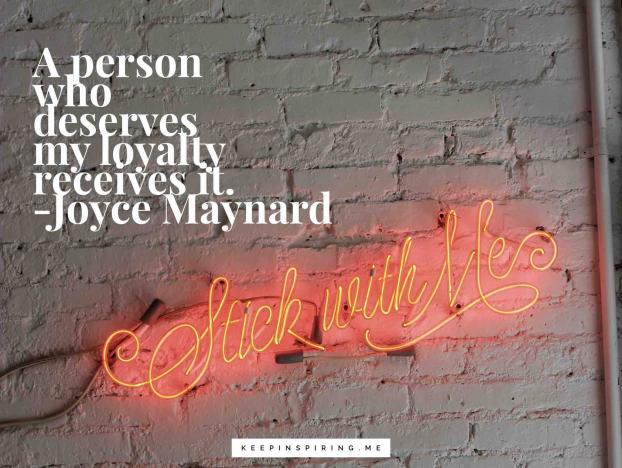 A person
who
deserves
my loyalty
receives it.
-Joyce Maynard
Stick with Me
KEEPINSPIRING.ME